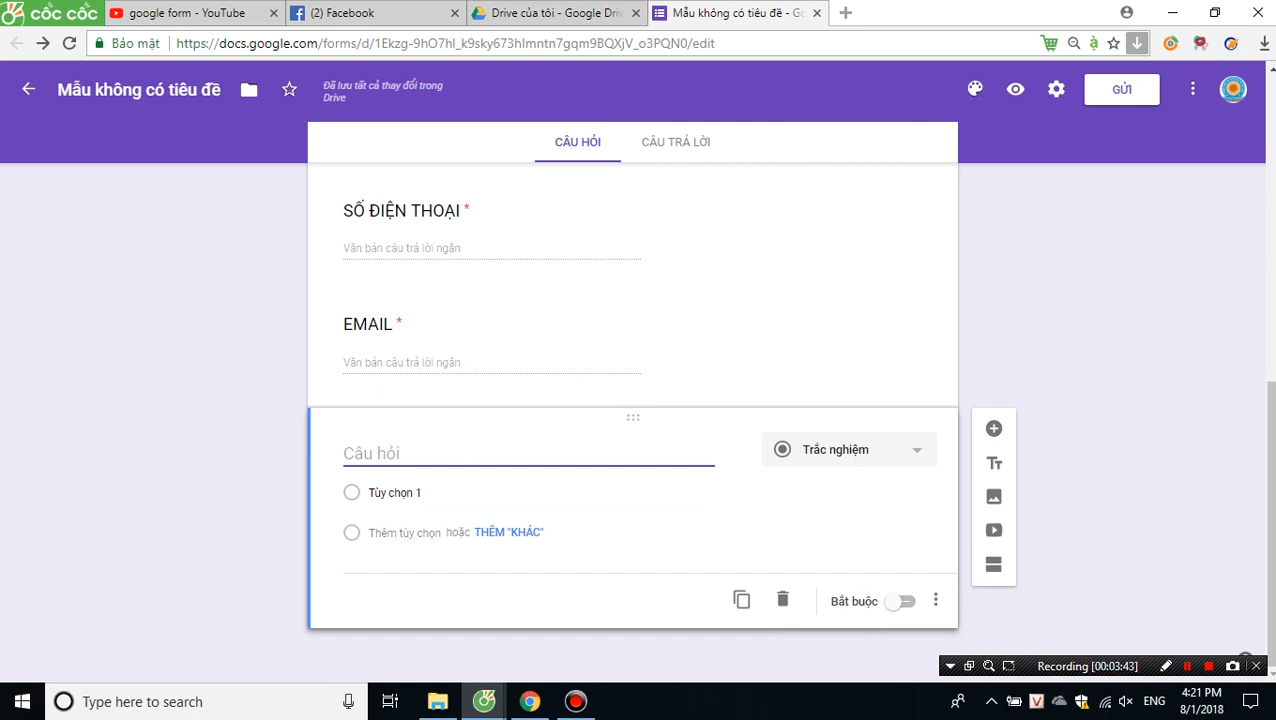 cốc cốc
google form - YouTube
(2) Facebook
Drive của tôi - Google Driv
Mẫu không có tiêu đề - Go
Bảo mật
https://docs.google.com/forms/d/1Ekzg-9hO7hl_k9sky673hlmntn7gqm9BQXjV_o3PQN0/edit
Mẫu không có tiêu đề
Đã lưu tất cả thay đổi trong
Drive
GỬI
CÂU HỎI
CÂU TRẢ LỜI
SỐ ĐIỆN THOẠI *
Văn bản câu trả lời ngắn
EMAIL *
Văn bản câu trả lời ngắn
Câu hỏi
Trắc nghiệm
Tùy chọn 1
Thêm tùy chọn hoặc THÊM "KHÁC"
Bắt buộc
Recording [00:03:43]
Type here to search
ENG
4:21 PM
8/1/2018